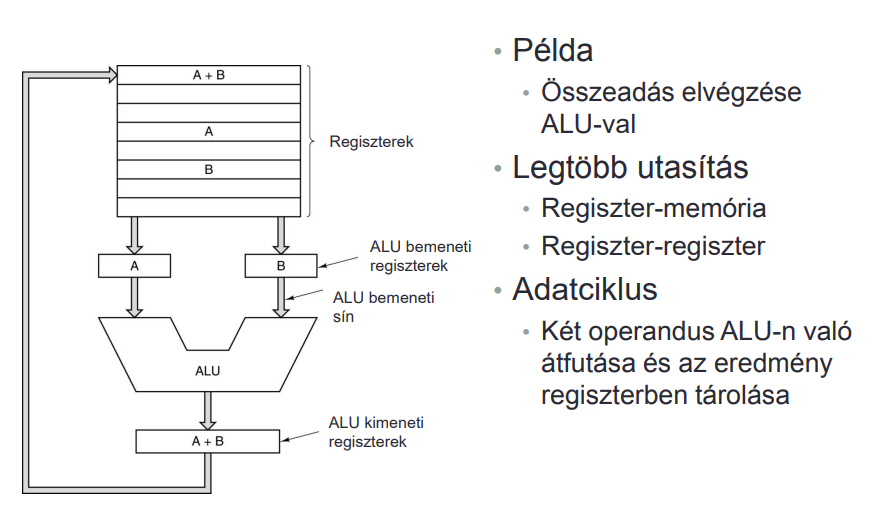 A + B
A
B
Regiszterek
A
B
ALU bemeneti
regiszterek
ALU bemeneti
sín
ALU
A + B
ALU kimeneti
regiszterek
• Példa
• Összeadás elvégzése
ALU-val
• Legtöbb utasítás
• Regiszter-memória
• Regiszter-regiszter
• Adatciklus
• Két operandus ALU-n való
átfutása és az eredmény
regiszterben tárolása